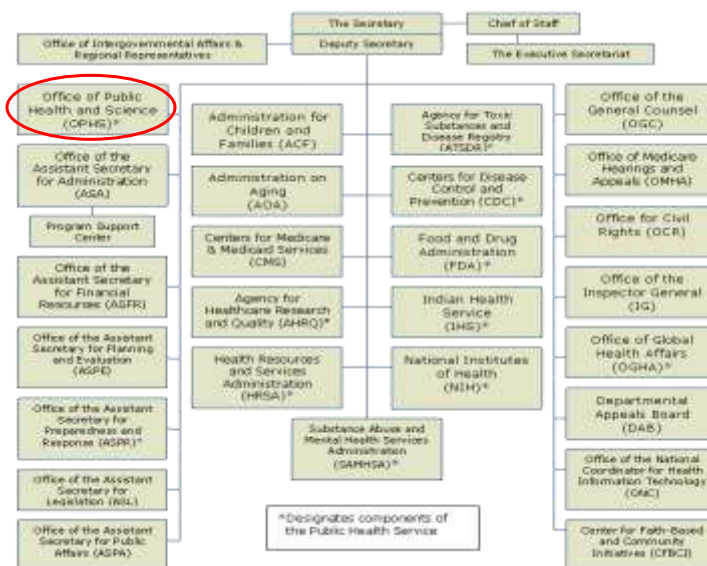 The Secretary
Deputy Secretary
Chief of Staff
The Executive Secretariat
Office of Intergovernmental Affairs &
Regional Representatives
Office of Public
Health and Science
(OPHS)*
Office of the
Assistant Secretary
for Administration
(ASA)
Program Support
Center
Office of the
Assistant Secretary
for Financial
Resources (ASFR)
Office of the Assistant
Secretary for Planning
and Evaluation
(ASPE)
Office of the Assistant
Secretary for
Preparedness and
Response (ASPR)*
Office of the Assistant
Secretary for
Legislation (ASL)
Office of the Assistant
Secretary for Public
Affairs (ASPA)
Administration for
Children and
Families (ACF)
Administration on
Aging
(AOA)
Centers for Medicare
& Medicaid Services
(CMS)
Agency for
Healthcare Research
and Quality (AHRQ)*
Health Resources
and Services
Administration
(HRSA)*
Agency for Toxic
Substances and
Disease Registry
(ATSDR)*
Centers for Disease
Control and
Prevention (CDC)*
Food and Drug
Administration
(FDA)*
Indian Health
Service
(IHS)*
National Institutes
of Health
(NIH)*
Substance Abuse and
Mental Health Services
Administration
(SAMHSA)*
*Designates components of
the Public Health Service
Office of the
General Counsel
(OGC)
Office of Medicare
Hearings and
Appeals (OMHA)
Office for Civil
Rights (OCR)
Office of the
Inspector General
(IG)
Office of Global
Health Affairs
(OGHA)*
Departmental
Appeals Board
(DAB)
Office of the National
Coordinator for Health
Information Technology
(ONC)
Center for Faith-Based
and Community
Initiatives (CFBCI)